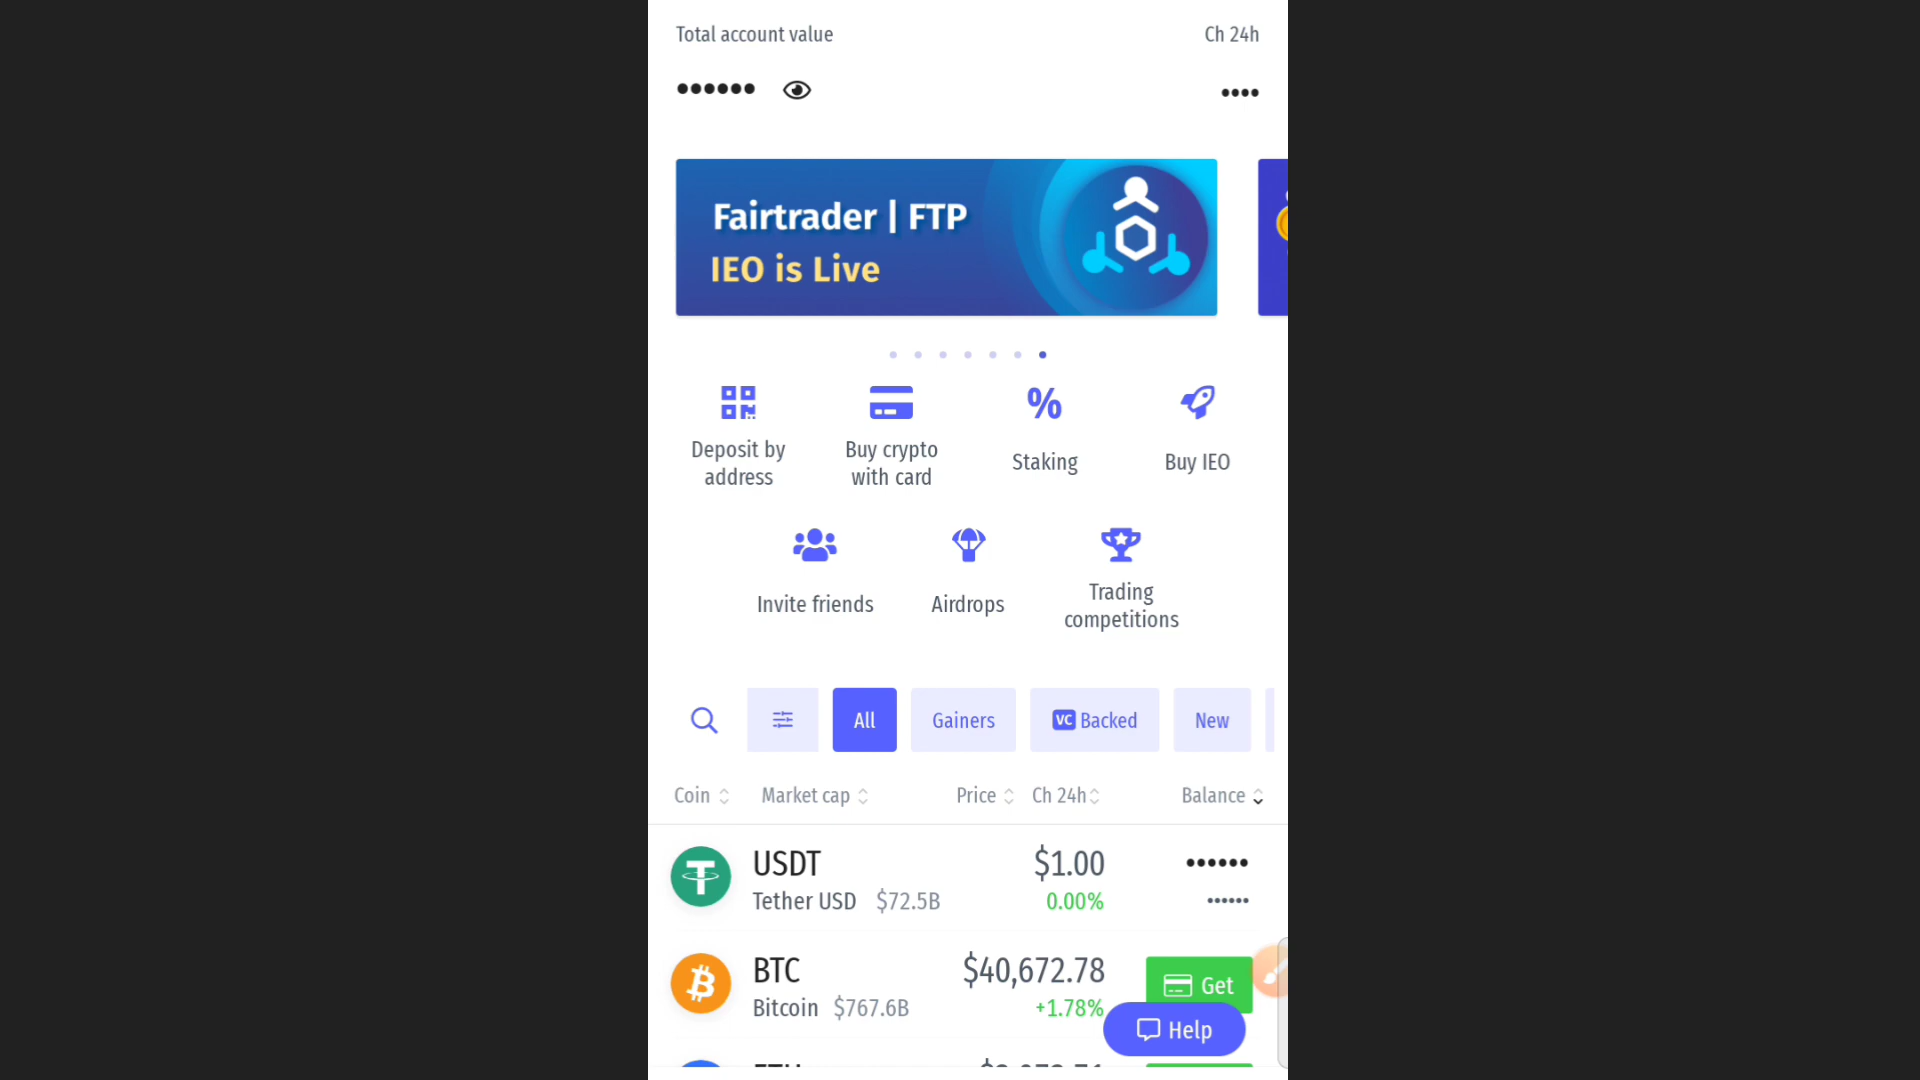 Total account value Ch 24h
•••••• ••••
Fairtrader | FTP
IEO is Live
Deposit by address
Buy crypto with card
%
Staking
Buy IEO
Invite friends
Airdrops
Trading competitions
All Gainers VC Backed New
Coin Market cap Price Ch 24h Balance
USDT $1.00 ••••••
Tether USD $72.5B 0.00% ••••••
BTC $40,672.78 Get
Bitcoin $767.6B +1.78%
Help